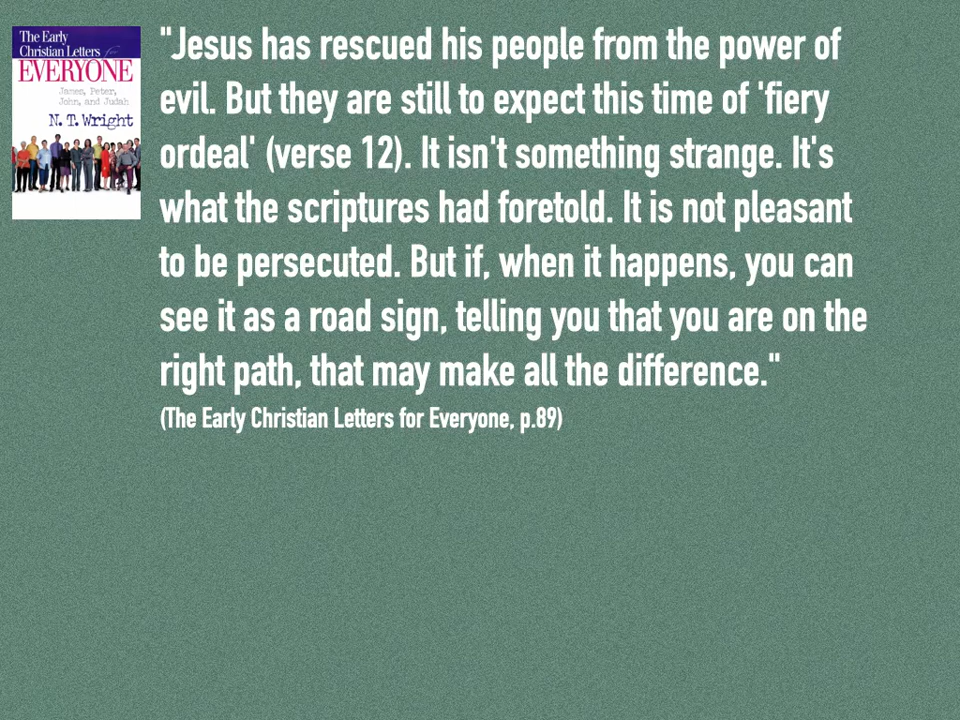 The Early
Christian Letters for
EVERYONE
James, Peter,
John, and Judah
N. T. Wright
"Jesus has rescued his people from the power of
evil. But they are still to expect this time of 'fiery
ordeal' (verse 12). It isn't something strange. It's
what the scriptures had foretold. It is not pleasant
to be persecuted. But if, when it happens, you can
see it as a road sign, telling you that you are on the
right path, that may make all the difference."
(The Early Christian Letters for Everyone, p.89)